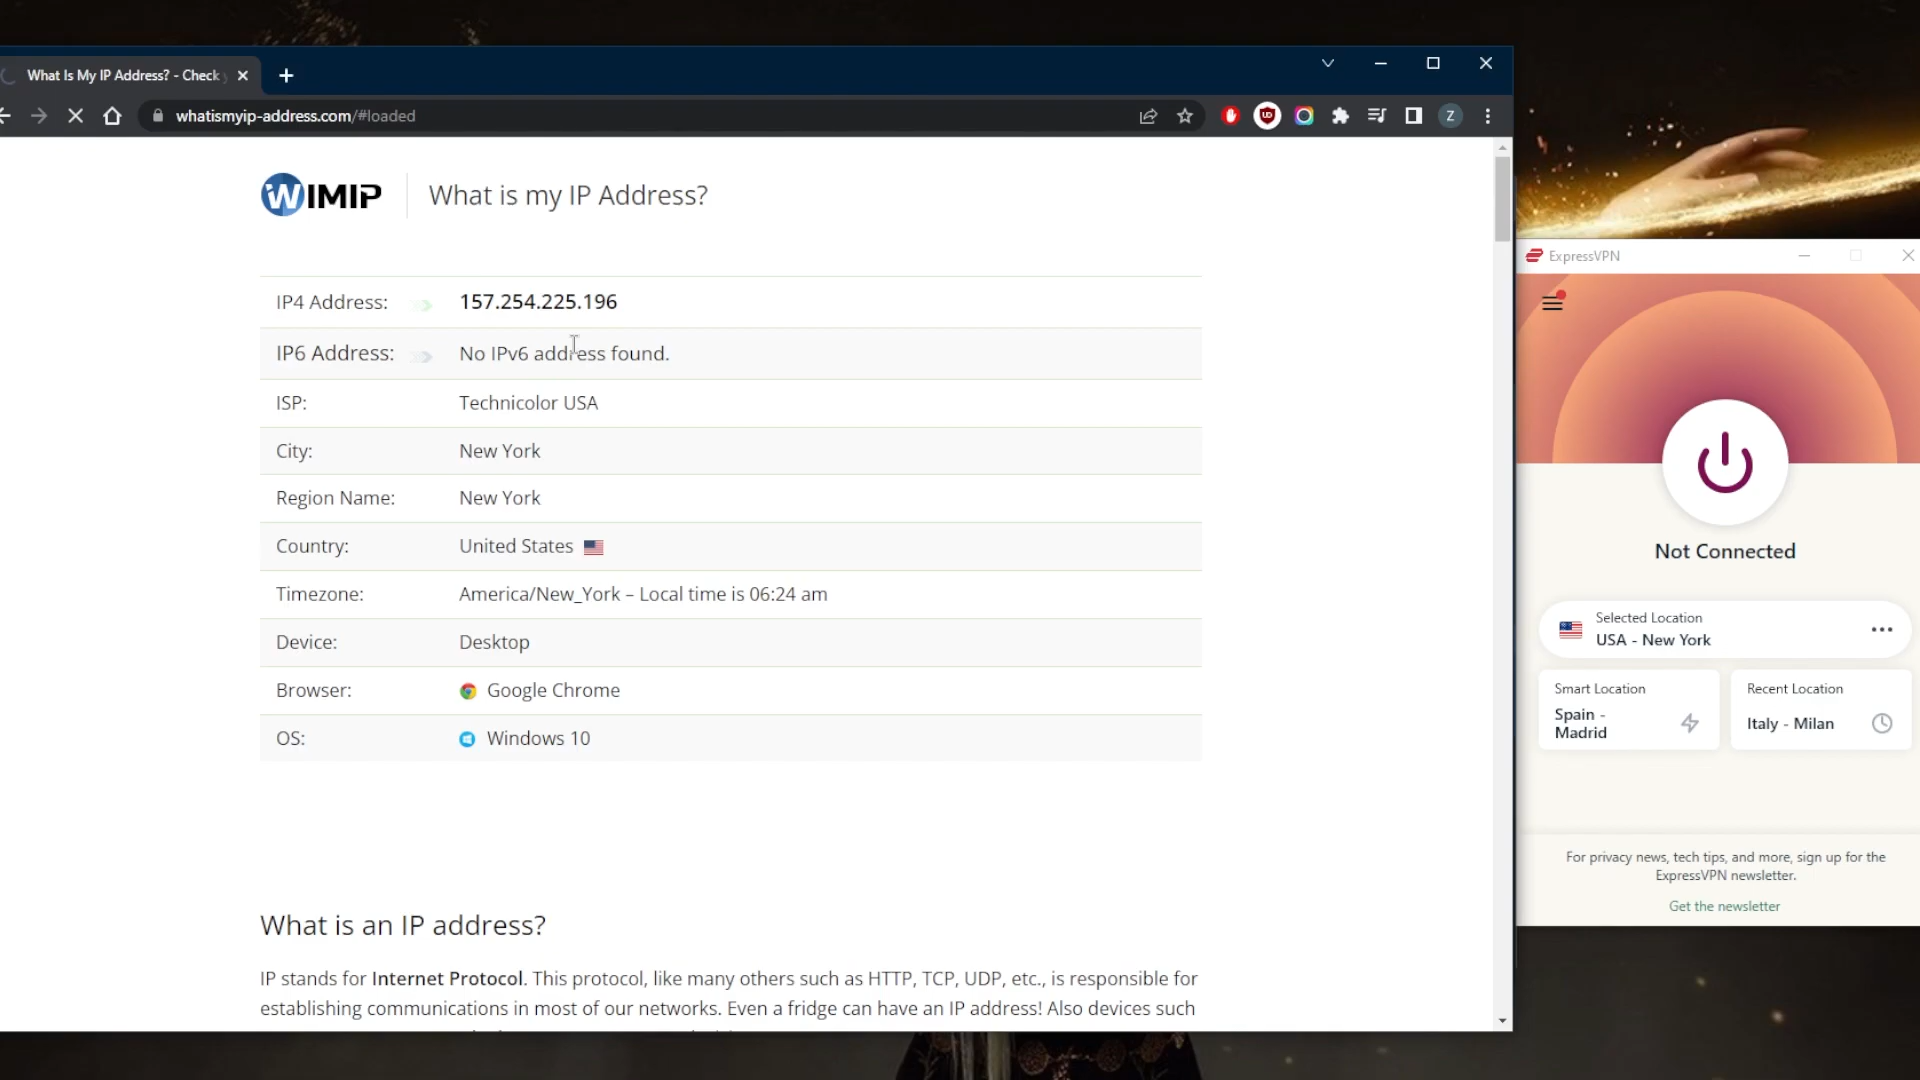 What Is My IP Address? - Check
whatismyip-address.com/#loaded
Z
WIMIP
What is my IP Address?
IP4 Address: 157.254.225.196
IP6 Address: No IPv6 address found.
ISP: Technicolor USA
City: New York
Region Name: New York
Country: United States
Timezone: America/New_York – Local time is 06:24 am
Device: Desktop
Browser: Google Chrome
OS: Windows 10
What is an IP address?
IP stands for Internet Protocol. This protocol, like many others such as HTTP, TCP, UDP, etc., is responsible for
establishing communications in most of our networks. Even a fridge can have an IP address! Also devices such
ExpressVPN
Not Connected
Selected Location
USA - New York
Smart Location
Spain -
Madrid
Recent Location
Italy - Milan
For privacy news, tech tips, and more, sign up for the
ExpressVPN newsletter.
Get the newsletter